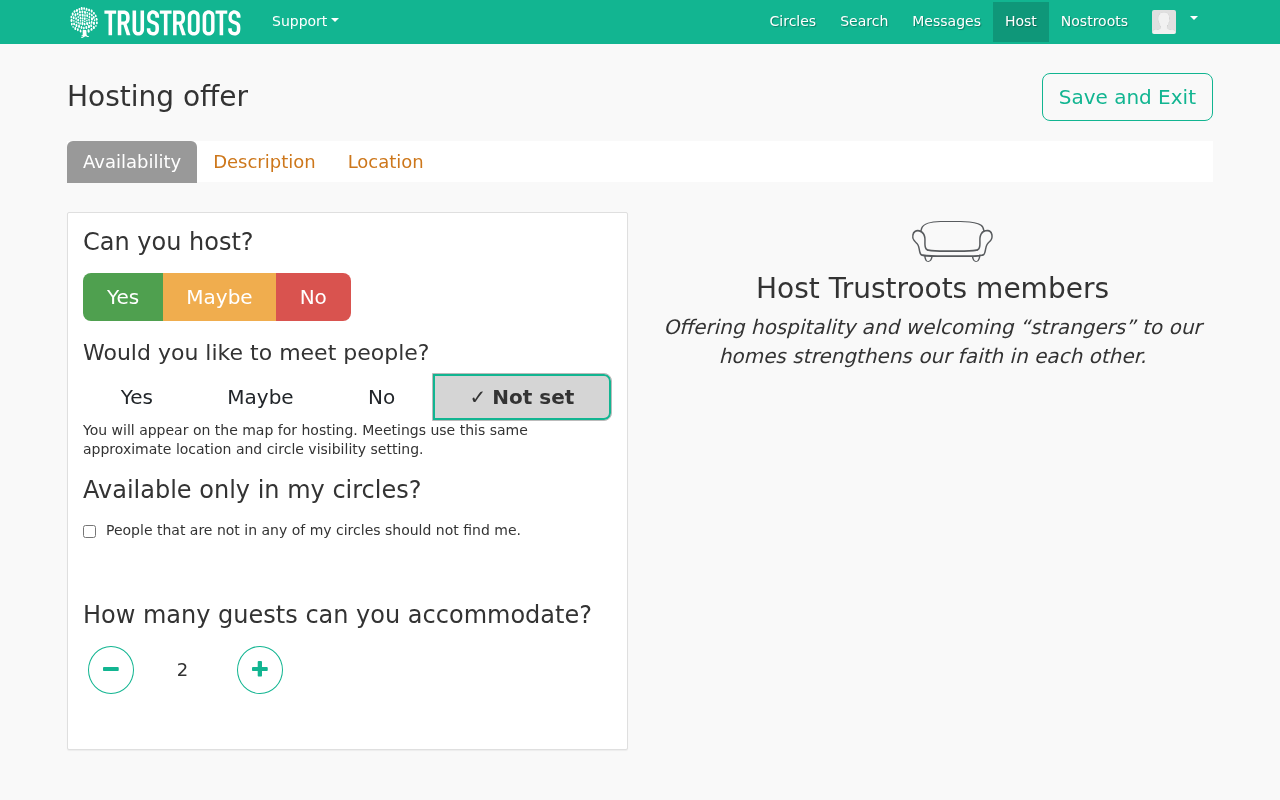 TRUSTROOTS Support Circles Search Messages Host Nostroots
Hosting offer
Save and Exit
Availability Description Location
Can you host?
Yes Maybe No
Would you like to meet people?
Yes Maybe No ✓ Not set
You will appear on the map for hosting. Meetings use this same
approximate location and circle visibility setting.
Available only in my circles?
People that are not in any of my circles should not find me.
How many guests can you accommodate?
2
Host Trustroots members
Offering hospitality and welcoming “strangers” to our
homes strengthens our faith in each other.